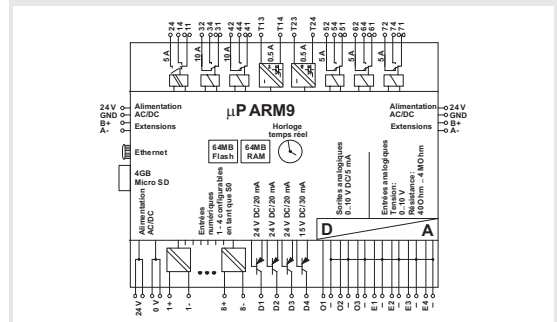 24
14
11
32
34
31
42
44
41
T13
T14
T23
T24
52
54
51
62
64
61
72
74
71
5 A
10 A
10 A
0.5 A
0.5 A
5 A
5 A
5 A
24 V
GND
B+
A-
Alimentation
AC/DC
Extensions
µP ARM9
Alimentation
AC/DC
Extensions
24 V
GND
B+
A-
Ethernet
64MB
Flash
64MB
RAM
Horloge
temps réel
4GB
Micro SD
Alimentation
AC/DC
Entrées
numériques
1 - 4 configurables
en tant que S0
24 V DC/20 mA
24 V DC/20 mA
24 V DC/20 mA
15 V DC/30 mA
Sorites analogiques
0..10 V DC/5 mA
Entrées analogiques
Tension:
0..10 V
Résistance:
40 Ohm .. 4 MOhm
D
A
24 V
0 V
1+
1-
8+
8-
D1
D2
D3
D4
O1
–
O2
–
O3
–
E1
–
E2
–
E3
–
E4
–